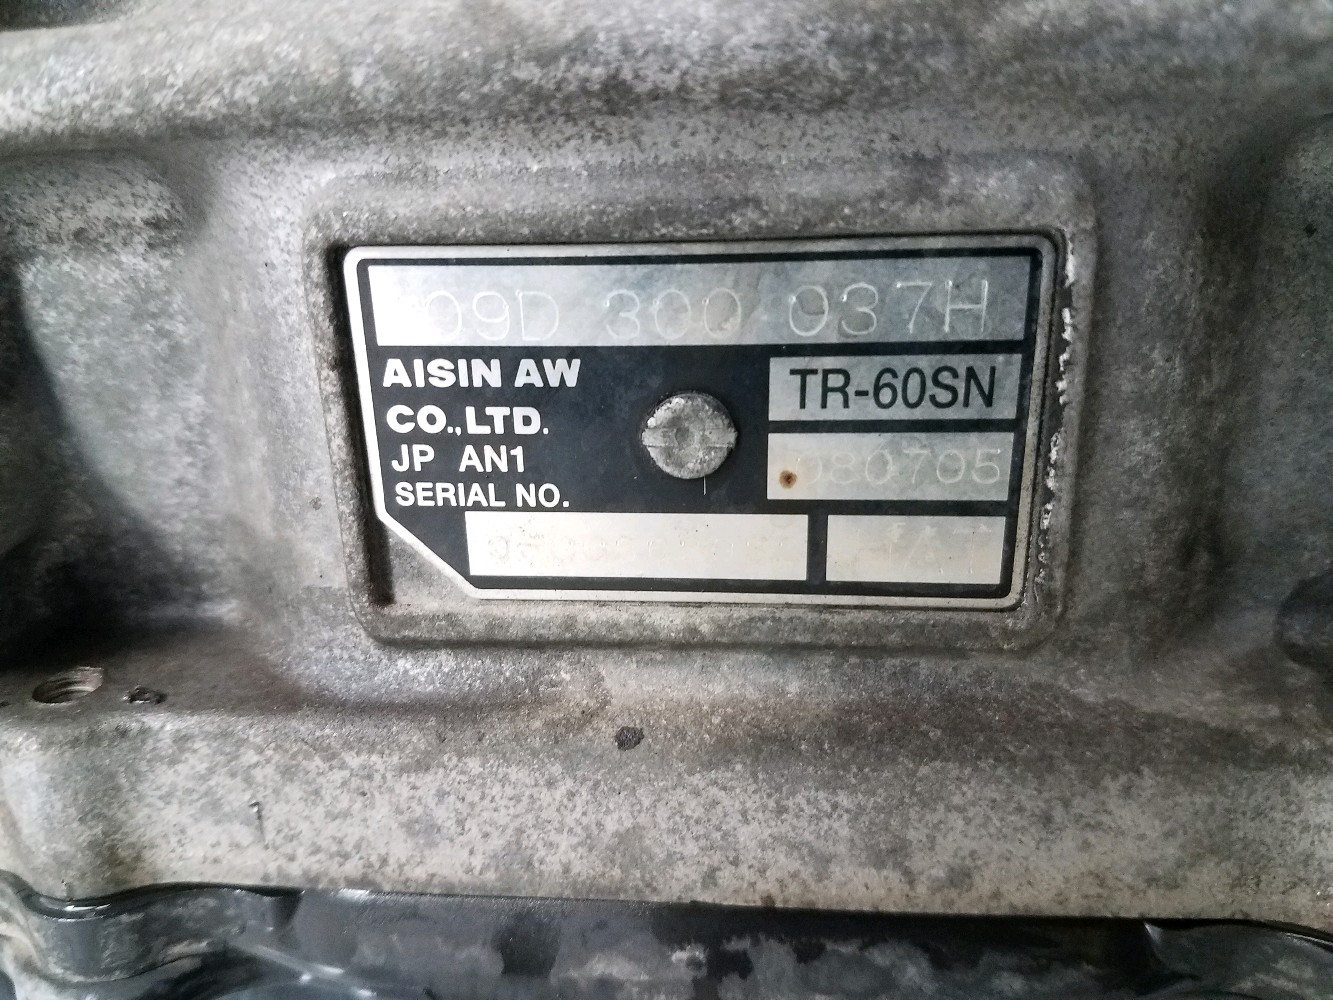 09D 300 037H
AISIN AW
CO.,LTD.
TR-60SN
JP AN1
080705
SERIAL NO.